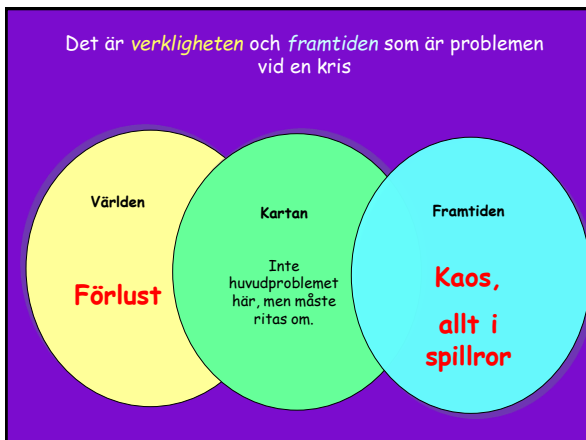 Det är verkligheten och framtiden som är problemen
vid en kris
Världen
Förlust
Kartan
Inte
huvudproblemet
här, men måste
ritas om.
Framtiden
Kaos,
allt i
spillror